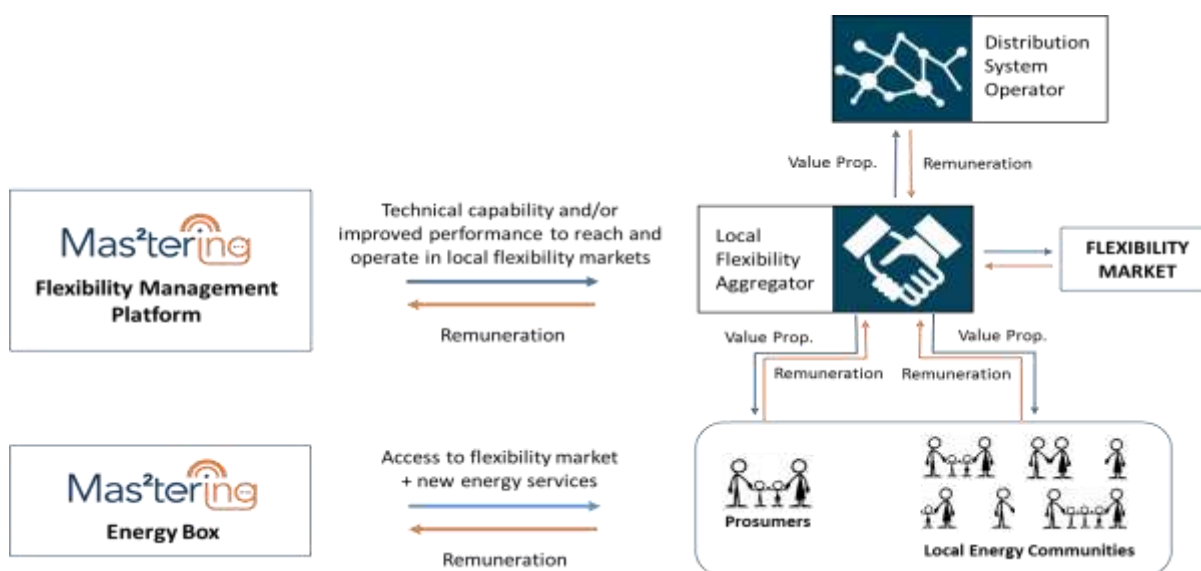 Distribution
System
Operator
Value Prop.
Remuneration
Mas²tering
Flexibility Management
Platform
Technical capability and/or
improved performance to reach and
operate in local flexibility markets
Remuneration
Local
Flexibility
Aggregator
FLEXIBILITY
MARKET
Value Prop.
Remuneration
Remuneration
Value Prop.
Mas²tering
Energy Box
Access to flexibility market
+ new energy services
Remuneration
Prosumers
Local Energy Communities